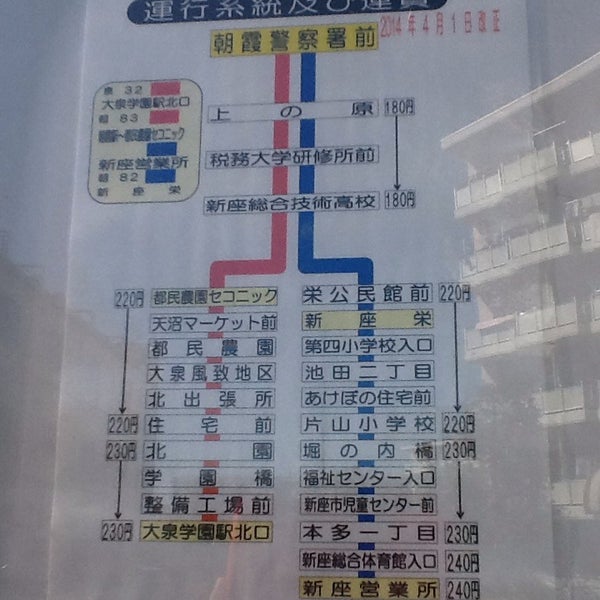 運行系統及び運賃
2014年4月1日改正
朝霞警察署前
泉32
大泉学園駅北口
朝83
都民農園セコニック
新座営業所
朝82
新座栄
上の原 180円
税務大学研修所前
新座総合技術高校 180円
220円 都民農園セコニック
天沼マーケット前
都民農園
大泉風致地区
北出張所
220円 住宅前
230円 北園
学園橋
整備工場前
230円 大泉学園駅北口
栄公民館前 220円
新座栄
第四小学校入口
池田二丁目
あけぼの住宅前
片山小学校 220円
堀の内橋 230円
福祉センター入口
新座市児童センター前
本多一丁目 230円
新座総合体育館入口 240円
新座営業所 240円